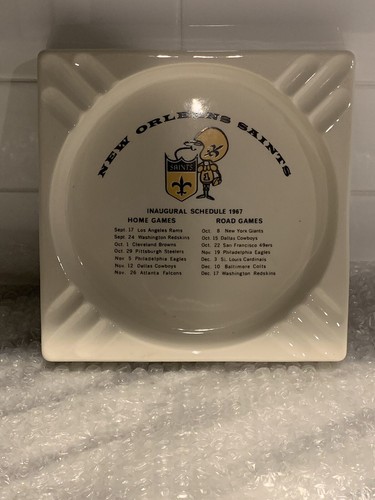 NEW ORLEANS SAINTS
SAINTS
INAUGURAL SCHEDULE 1967
HOME GAMES
Sept. 17 Los Angeles Rams
Sept. 24 Washington Redskins
Oct. 1 Cleveland Browns
Oct. 29 Pittsburgh Steelers
Nov. 5 Philadelphia Eagles
Nov. 12 Dallas Cowboys
Nov. 26 Atlanta Falcons
ROAD GAMES
Oct. 8 New York Giants
Oct. 15 Dallas Cowboys
Oct. 22 San Francisco 49ers
Nov. 19 Philadelphia Eagles
Dec. 3 St. Louis Cardinals
Dec. 10 Baltimore Colts
Dec. 17 Washington Redskins